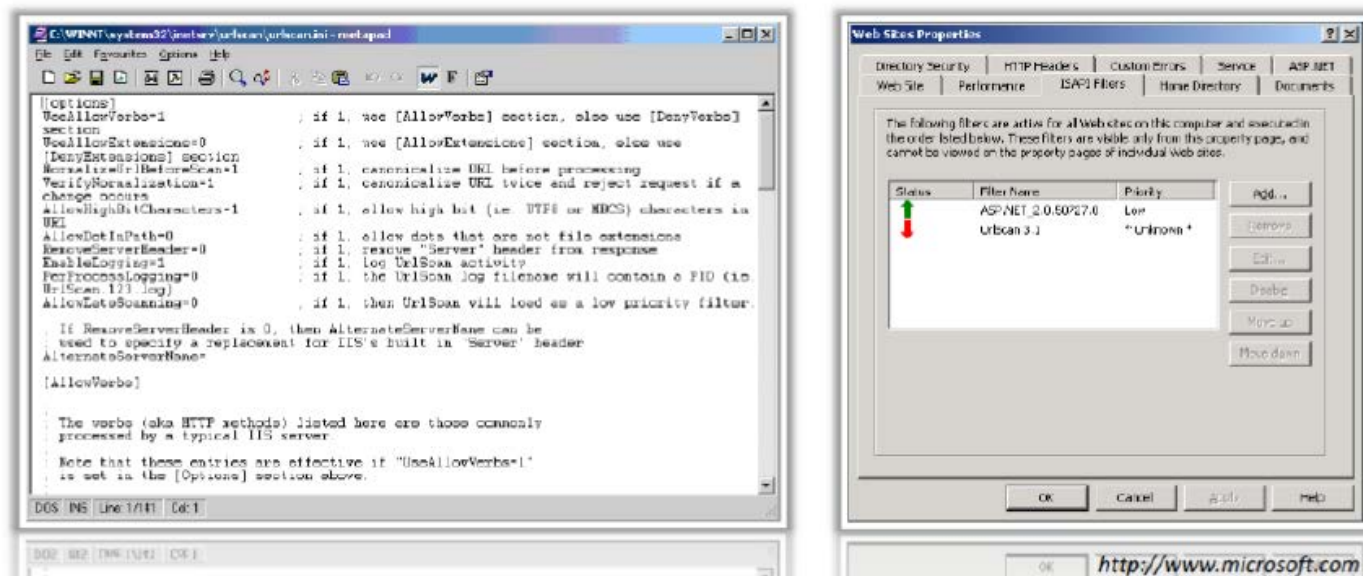 C:\WINNT\system32\inetsrv\urlscan\urlscan.ini - metapad
File Edit Favourites Options Help
[options]
UseAllowVerbs=1 ; if 1, use [AllowVerbs] section, else use [DenyVerbs]
section
UseAllowExtensions=0 ; if 1, use [AllowExtensions] section, else use
[DenyExtensions] section
NormalizeUrlBeforeScan=1 ; if 1, canonicalize URL before processing
VerifyNormalization=1 ; if 1, canonicalize URL twice and reject request if a
change occurs
AllowHighBitCharacters=1 ; if 1, allow high bit (ie. UTF8 or MBCS) characters in
URL
AllowDotInPath=0 ; if 1, allow dots that are not file extensions
RemoveServerHeader=0 ; if 1, remove "Server" header from response
EnableLogging=1 ; if 1, log UrlScan activity
PerProcessLogging=0 ; if 1, the UrlScan log filename will contain a PID (ie.
UrlScan.123.log)
AllowLateScanning=0 ; if 1, then UrlScan will load as a low priority filter.
; If RemoveServerHeader is 0, then AlternateServerName can be
; used to specify a replacement for IIS's built in 'Server' header
AlternateServerName=
[AllowVerbs]
; The verbs (aka HTTP methods) listed here are those commonly
; processed by a typical IIS server.
; Note that these entries are effective if "UseAllowVerbs=1"
; is set in the [Options] section above.
DOS INS Line: 1/141 Col: 1
Web Sites Properties
Directory Security HTTP Headers Custom Errors Service ASP.NET
Web Site Performance ISAPI Filters Home Directory Documents
The following filters are active for all Web sites on this computer and executed in
the order listed below. These filters are visible only from this property page, and
cannot be viewed on the property pages of individual Web sites.
Status Filter Name Priority
ASP.NET_2.0.50727.0 Low
UrlScan 3.1 * Unknown *
Add...
Remove
Edit...
Disable
Move up
Move down
OK Cancel Apply Help
http://www.microsoft.com